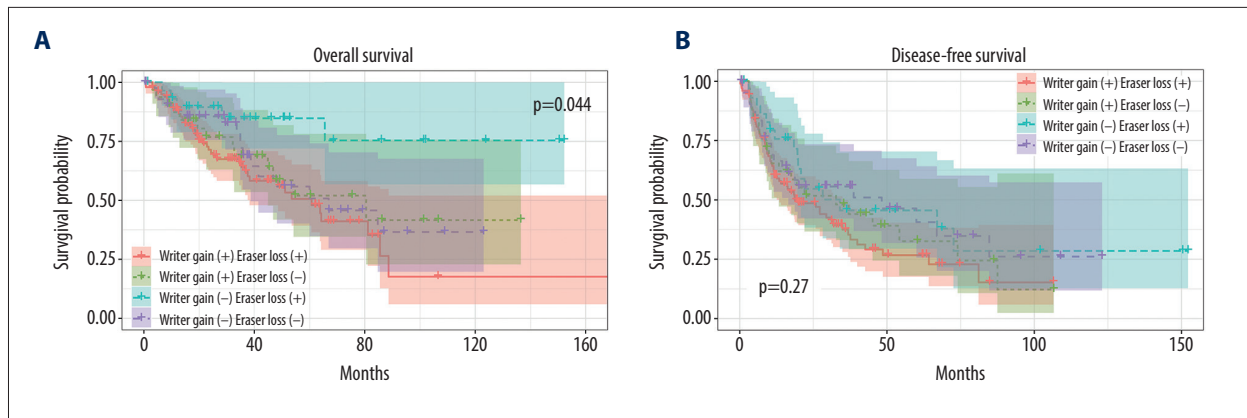 A
Overall survival
p=0.044
Survgival probability
1.00
0.75
0.50
0.25
0.00
Writer gain (+) Eraser loss (+)
Writer gain (+) Eraser loss (−)
Writer gain (−) Eraser loss (+)
Writer gain (−) Eraser loss (−)
0 40 80 120 160
Months
B
Disease-free survival
Writer gain (+) Eraser loss (+)
Writer gain (+) Eraser loss (−)
Writer gain (−) Eraser loss (+)
Writer gain (−) Eraser loss (−)
Survgival probability
1.00
0.75
0.50
0.25
0.00
p=0.27
0 50 100 150
Months